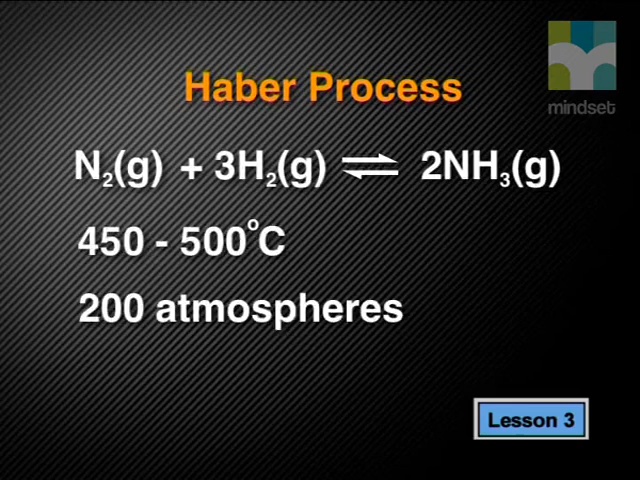 mindset
Haber Process
N₂(g) + 3H₂(g) ⇌ 2NH₃(g)
450 - 500°C
200 atmospheres
Lesson 3